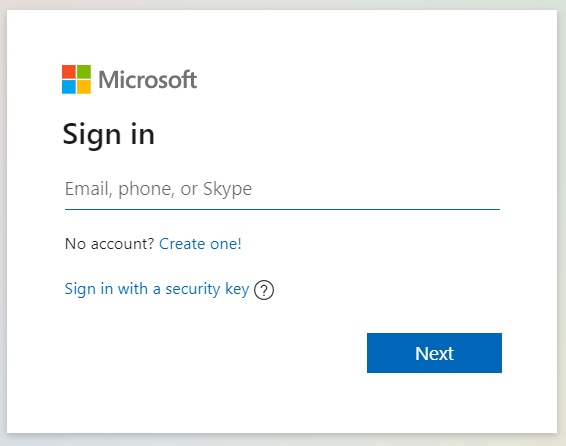 Microsoft
Sign in
Email, phone, or Skype
No account? Create one!
Sign in with a security key ?
Next